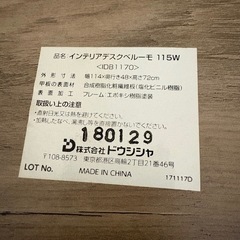 品名 インテリアデスクベルーモ 115W
<IDB1170>
外形寸法 : 幅114×奥行き48×高さ72cm
甲板の表面材 : 合成樹脂化粧繊維板(塩化ビニル樹脂)
表面加工 : フレーム エポキシ樹脂塗装
取扱い上の注意
180129
株式会社 ドウシシャ
〒108-8573 東京都港区高輪2丁目21番46号
LOT No. MADE IN CHINA
171117D